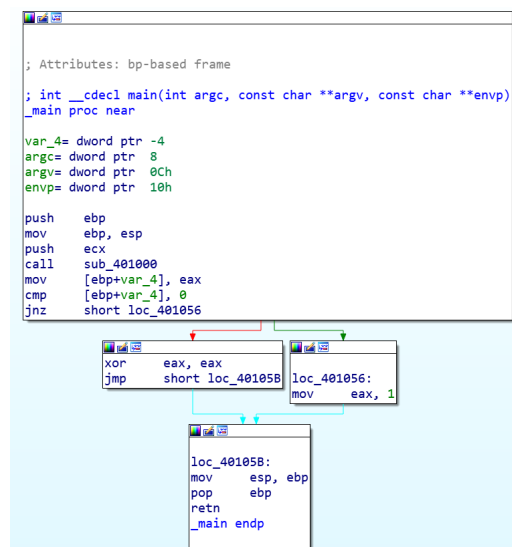 ; Attributes: bp-based frame
; int __cdecl main(int argc, const char **argv, const char **envp)
_main proc near
var_4= dword ptr -4
argc= dword ptr  8
argv= dword ptr  0Ch
envp= dword ptr  10h
push    ebp
mov     ebp, esp
push    ecx
call    sub_401000
mov     [ebp+var_4], eax
cmp     [ebp+var_4], 0
jnz     short loc_401056
xor     eax, eax
jmp     short loc_40105B
loc_401056:
mov     eax, 1
loc_40105B:
mov     esp, ebp
pop     ebp
retn
_main endp